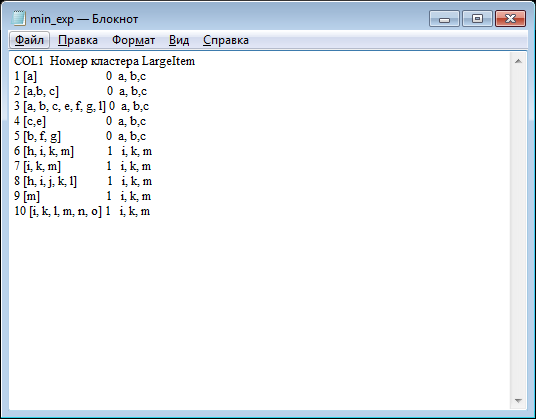 min_exp — Блокнот
Файл Правка Формат Вид Справка
COL1 Номер кластера LargeItem
1 [a] 0 a, b,c
2 [a,b, c] 0 a, b,c
3 [a, b, c, e, f, g, l] 0 a, b,c
4 [c,e] 0 a, b,c
5 [b, f, g] 0 a, b,c
6 [h, i, k, m] 1 i, k, m
7 [i, k, m] 1 i, k, m
8 [h, i, j, k, l] 1 i, k, m
9 [m] 1 i, k, m
10 [i, k, l, m, n, o] 1 i, k, m